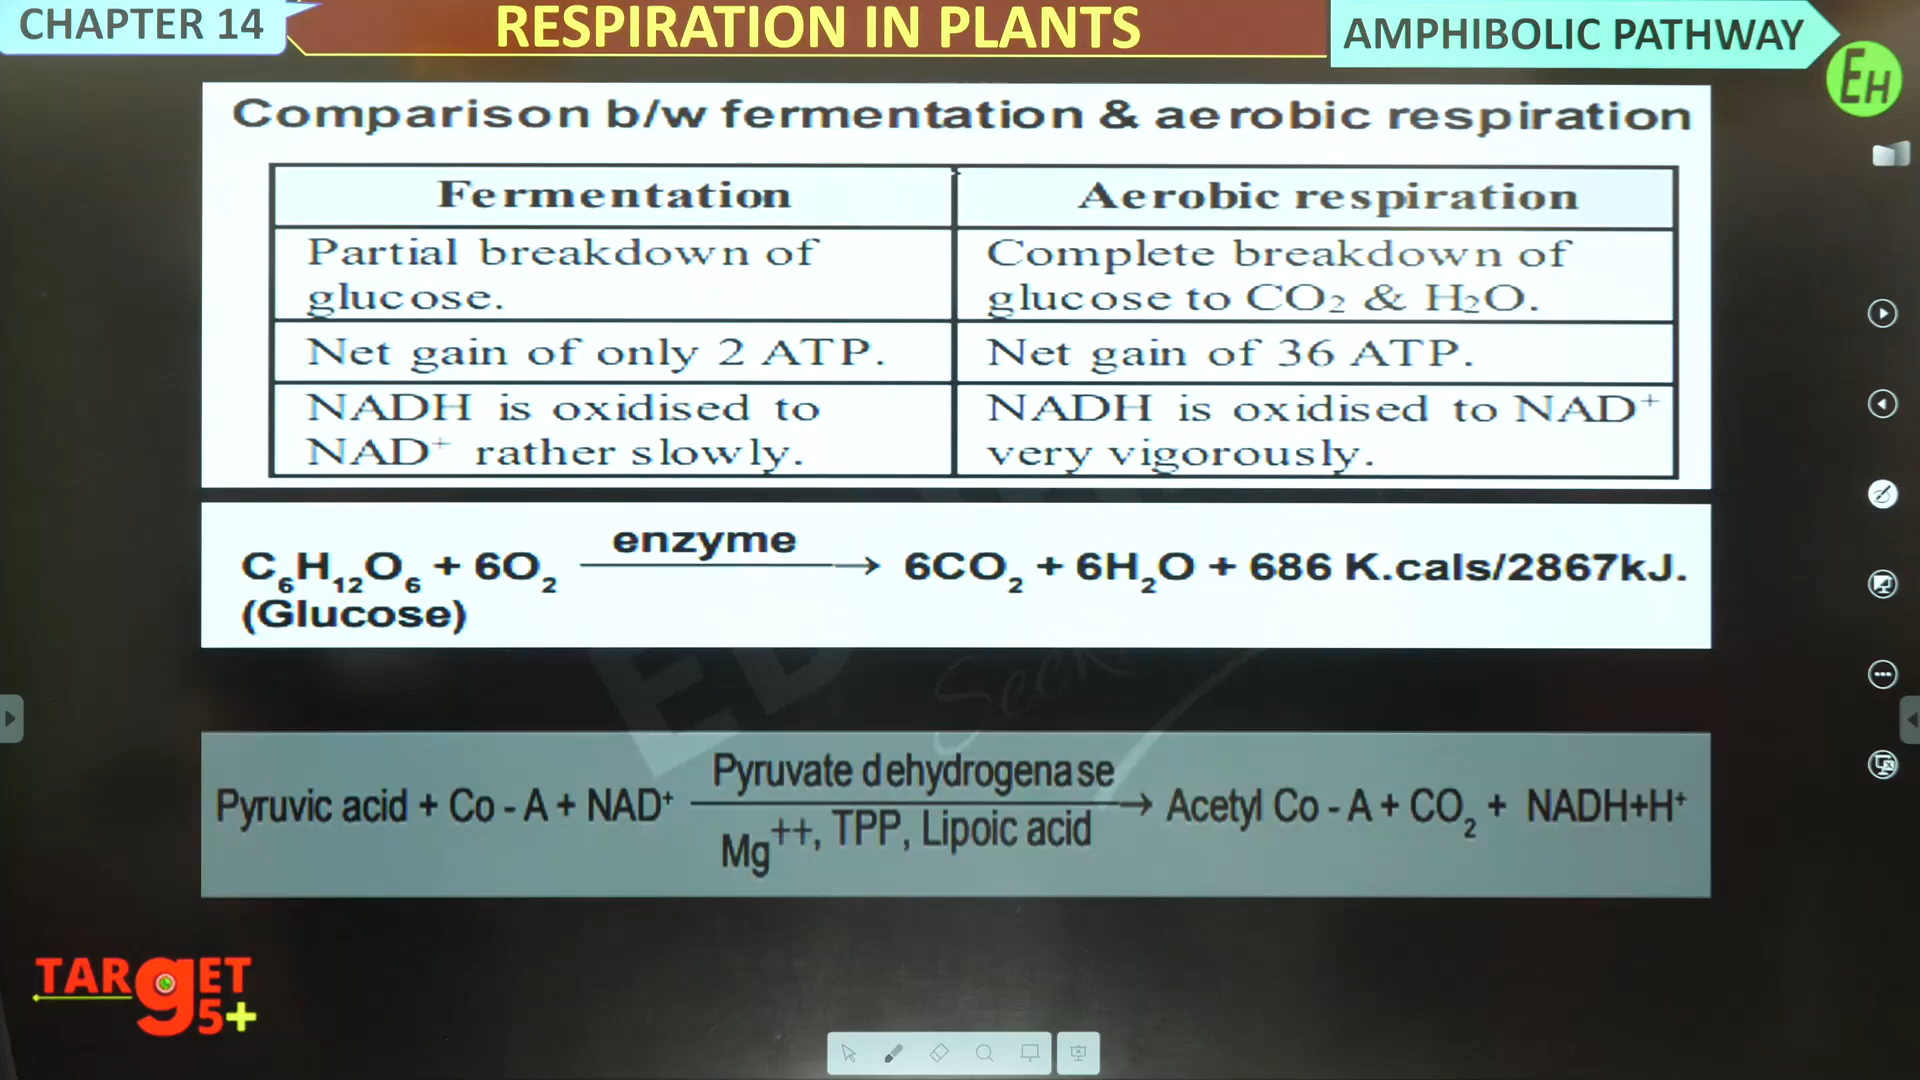 CHAPTER 14
RESPIRATION IN PLANTS
AMPHIBOLIC PATHWAY
EH
Comparison b/w fermentation & aerobic respiration
Fermentation
Aerobic respiration
Partial breakdown of
glucose.
Complete breakdown of
glucose to CO₂ & H₂O.
Net gain of only 2 ATP.
Net gain of 36 ATP.
NADH is oxidised to
NAD⁺ rather slowly.
NADH is oxidised to NAD⁺
very vigorously.
enzyme
C₆H₁₂O₆ + 6O₂ → 6CO₂ + 6H₂O + 686 K.cals/2867kJ.
(Glucose)
Pyruvate dehydrogenase
Pyruvic acid + Co - A + NAD⁺ → Acetyl Co - A + CO₂ + NADH+H⁺
Mg⁺⁺, TPP, Lipoic acid
TARgET
95+